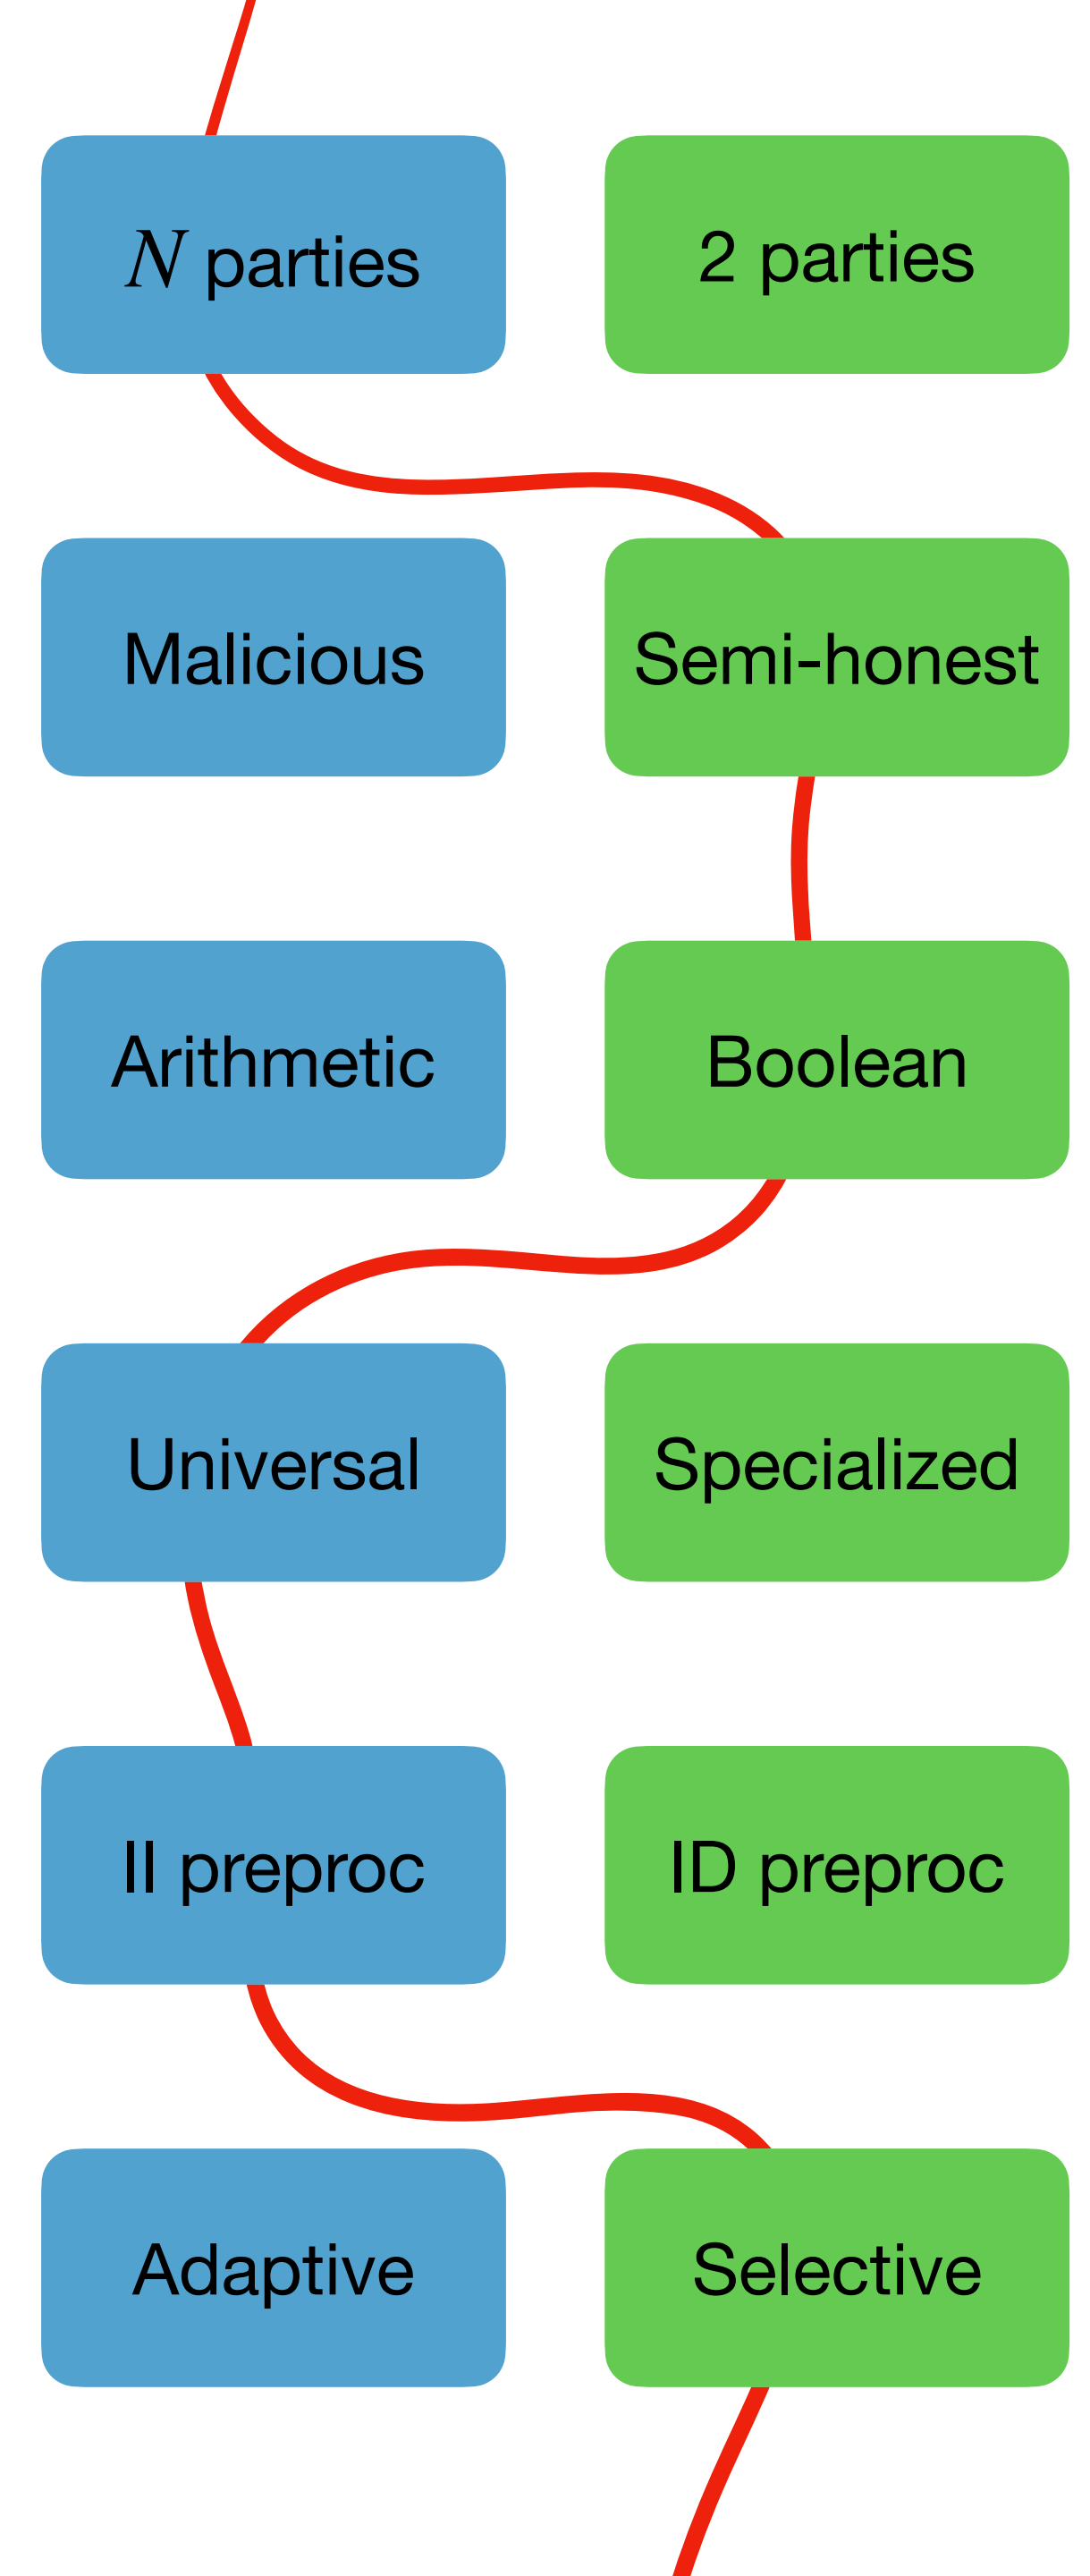 N parties
2 parties
Malicious
Semi-honest
Arithmetic
Boolean
Universal
Specialized
II preproc
ID preproc
Adaptive
Selective